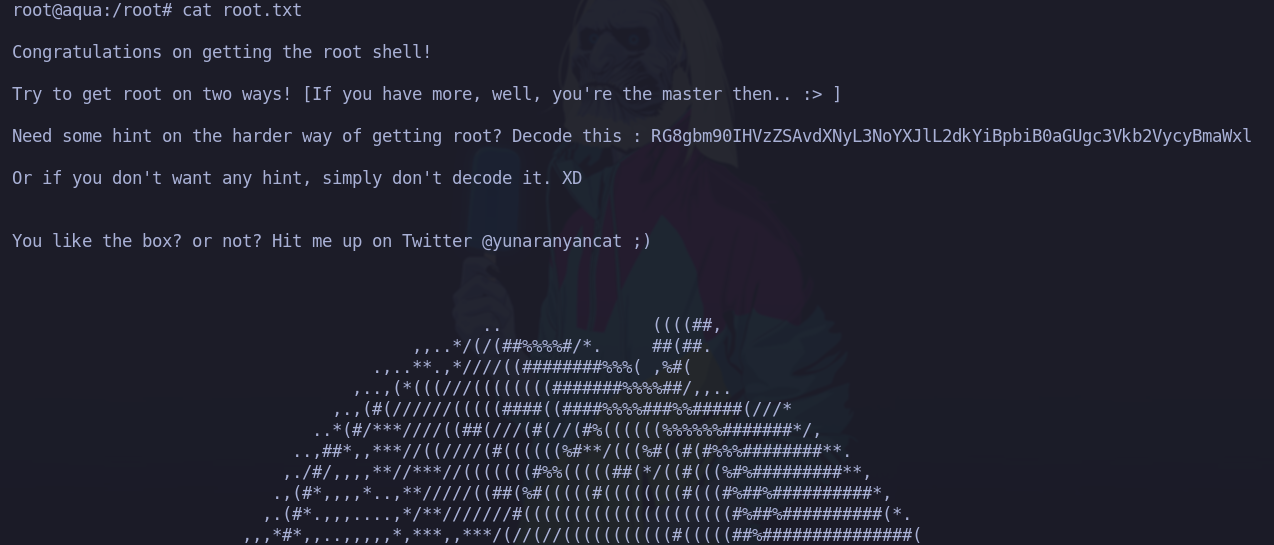 root@aqua:/root# cat root.txt
Congratulations on getting the root shell!
Try to get root on two ways! [If you have more, well, you're the master then.. :> ]
Need some hint on the harder way of getting root? Decode this : RG8gbm90IHVzZSAvdXNyL3NoYXJlL2dkYiBpbiB0aGUgc3Vkb2VycyBmaWxl
Or if you don't want any hint, simply don't decode it. XD
You like the box? or not? Hit me up on Twitter @yunaranyancat ;)